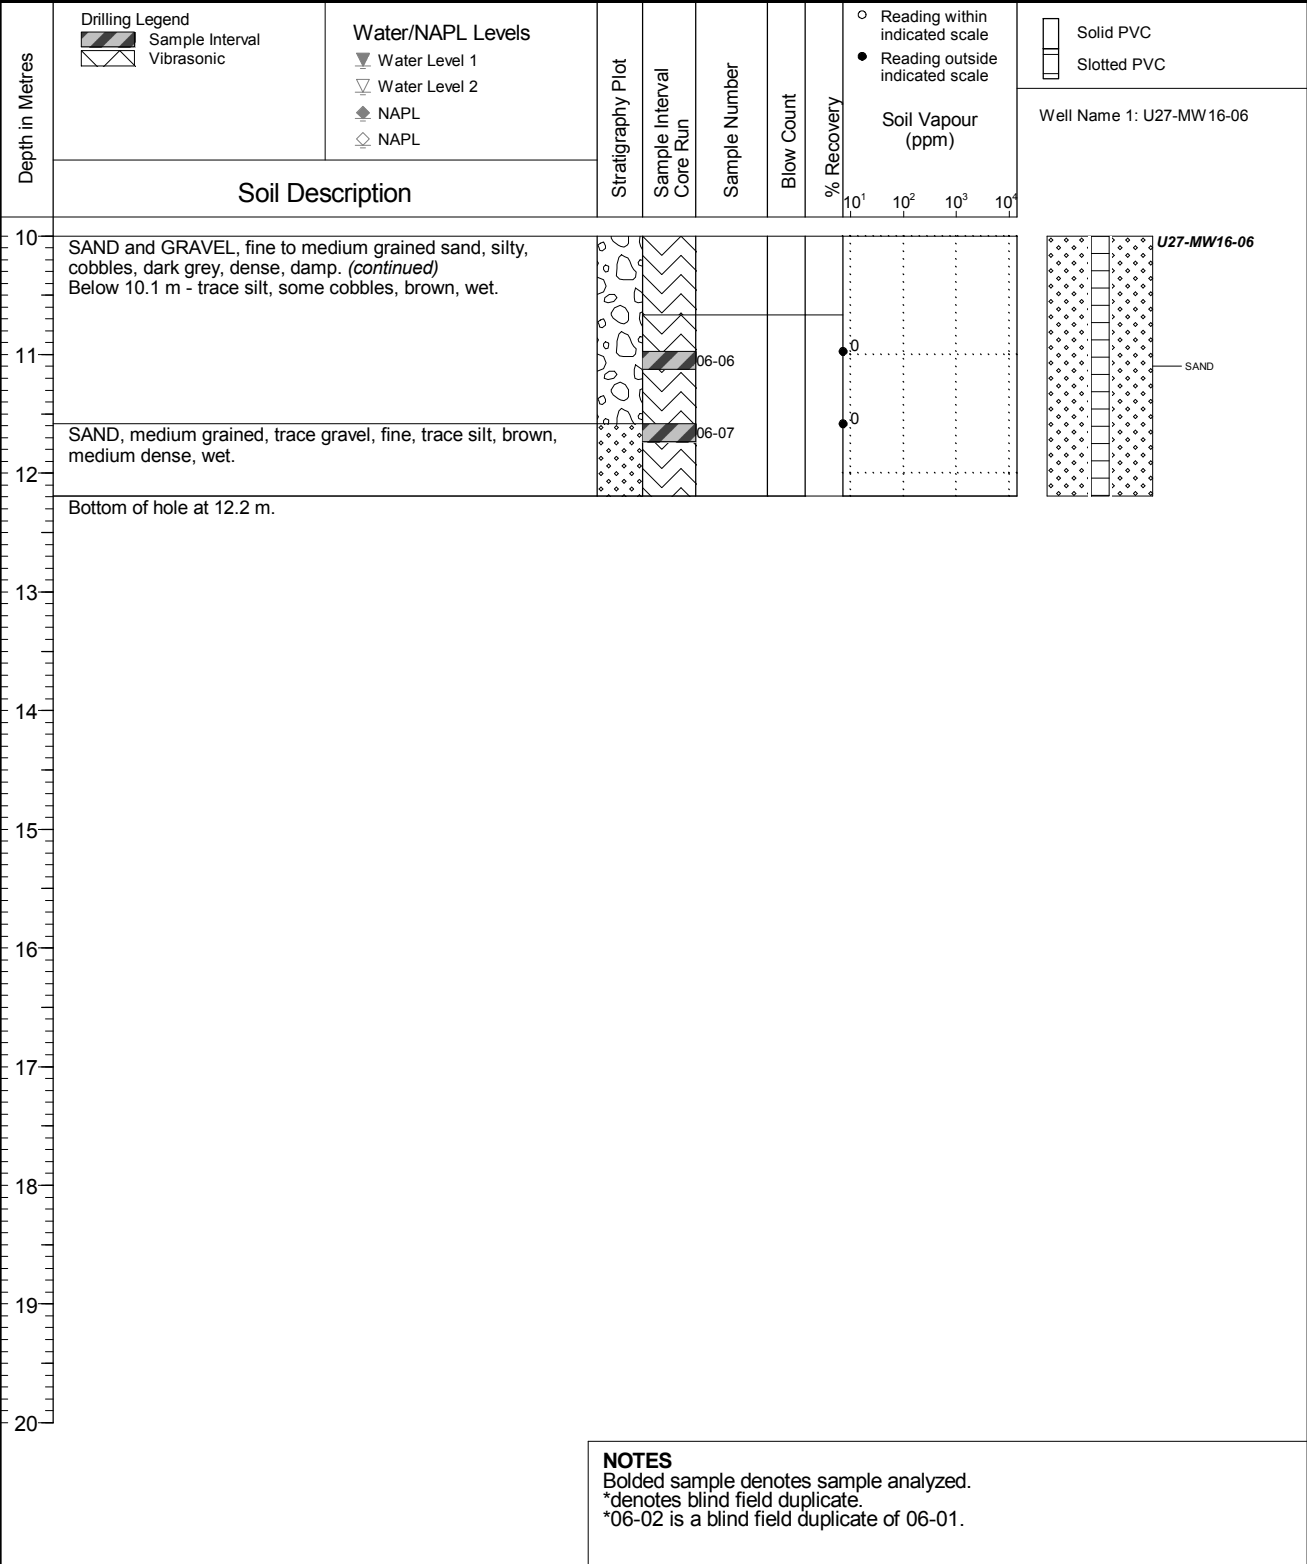 Depth in Metres
Drilling Legend
Sample Interval
Vibrasonic
Water/NAPL Levels
Water Level 1
Water Level 2
NAPL
NAPL
Soil Description
Stratigraphy Plot
Sample Interval
Core Run
Sample Number
Blow Count
% Recovery
Reading within
indicated scale
Reading outside
indicated scale
Soil Vapour
(ppm)
10¹ 10² 10³ 10⁴
Solid PVC
Slotted PVC
Well Name 1: U27-MW16-06
10
SAND and GRAVEL, fine to medium grained sand, silty,
cobbles, dark grey, dense, damp. (continued)
Below 10.1 m - trace silt, some cobbles, brown, wet.
U27-MW16-06
0
11
06-06
SAND
0
SAND, medium grained, trace gravel, fine, trace silt, brown,
medium dense, wet.
06-07
12
Bottom of hole at 12.2 m.
13
14
15
16
17
18
19
20
NOTES
Bolded sample denotes sample analyzed.
*denotes blind field duplicate.
*06-02 is a blind field duplicate of 06-01.